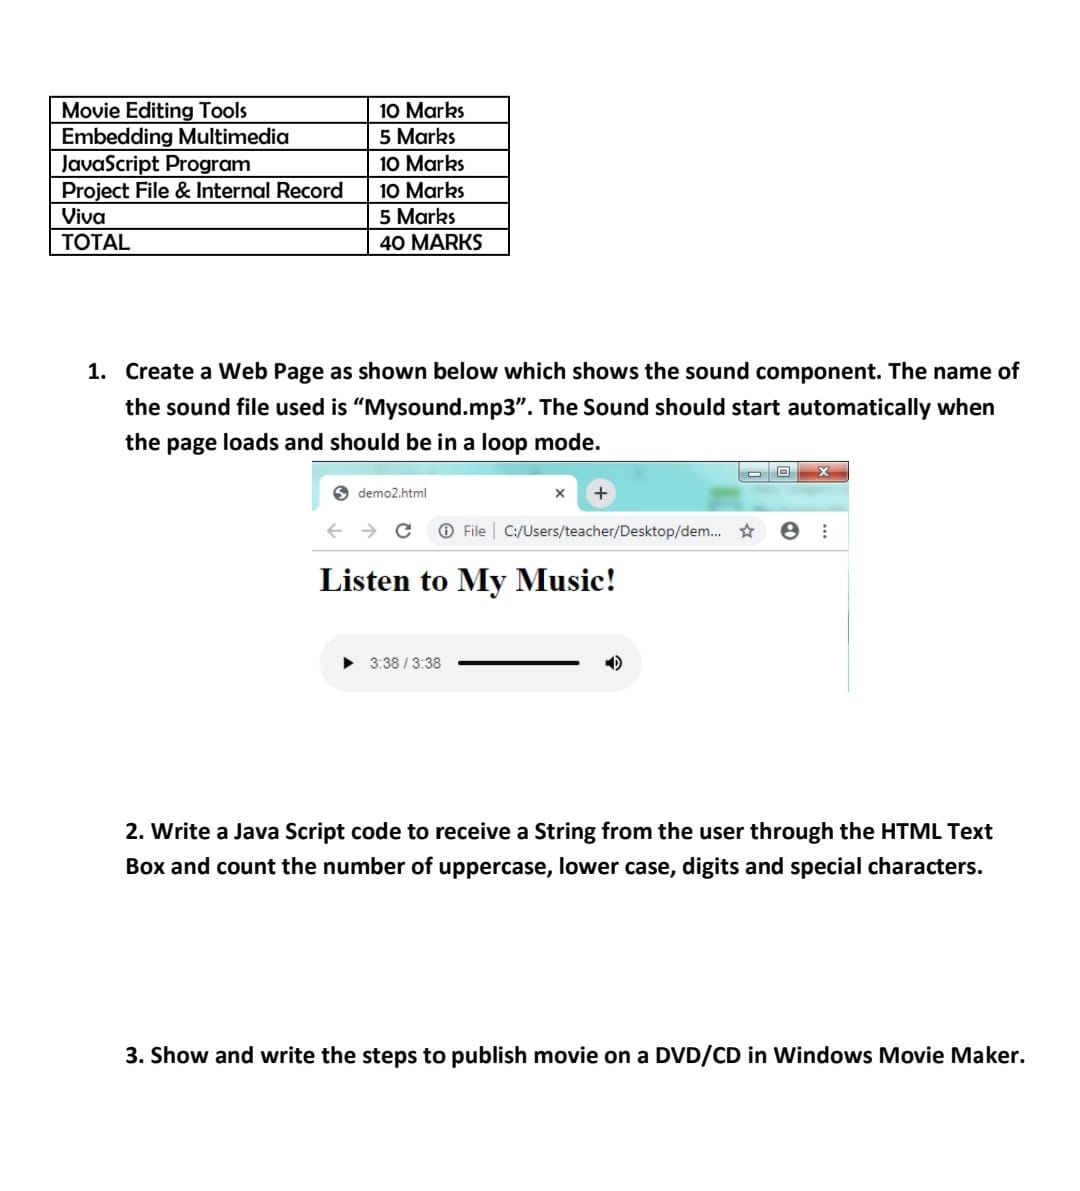 Movie Editing Tools 10 Marks
Embedding Multimedia 5 Marks
JavaScript Program 10 Marks
Project File & Internal Record 10 Marks
Viva 5 Marks
TOTAL 40 MARKS
1. Create a Web Page as shown below which shows the sound component. The name of
the sound file used is “Mysound.mp3”. The Sound should start automatically when
the page loads and should be in a loop mode.
demo2.html
File | C:/Users/teacher/Desktop/dem...
Listen to My Music!
3:38 / 3:38
2. Write a Java Script code to receive a String from the user through the HTML Text
Box and count the number of uppercase, lower case, digits and special characters.
3. Show and write the steps to publish movie on a DVD/CD in Windows Movie Maker.